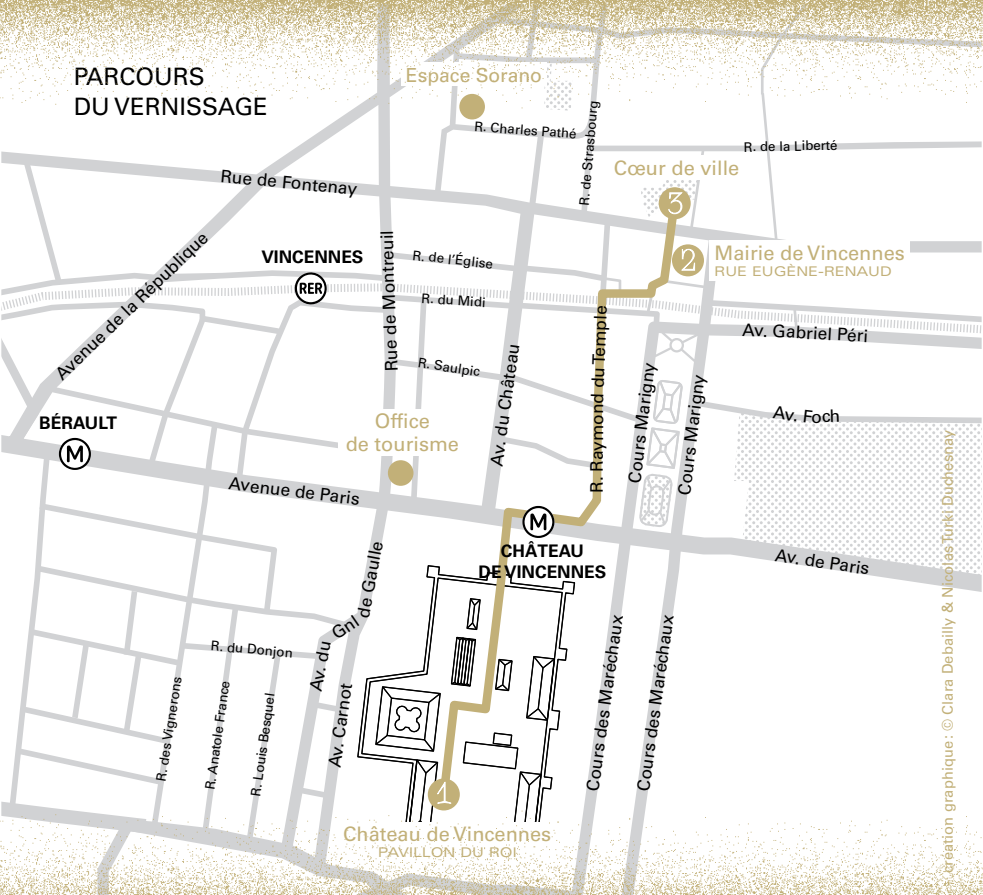 PARCOURS
DU VERNISSAGE
Espace Sorano
R. Charles Pathé
R. de Strasbourg
R. de la Liberté
Cœur de ville
3
Rue de Fontenay
2
Mairie de Vincennes
RUE EUGÈNE-RENAUD
VINCENNES
RER
R. de l'Église
R. du Midi
Avenue de la République
Rue de Montreuil
Av. Gabriel Péri
R. Raymond du Temple
R. Saulpic
Av. du Château
Cours Marigny
Cours Marigny
Av. Foch
BÉRAULT
M
Office
de tourisme
Avenue de Paris
M
CHÂTEAU
DE VINCENNES
Av. de Paris
Av. du Gnl de Gaulle
R. du Donjon
Av. Carnot
R. des Vignerons
R. Anatole France
R. Louis Besquel
Cours des Maréchaux
Cours des Maréchaux
1
Château de Vincennes
PAVILLON DU ROI
création graphique : © Clara Debailly & Nicolas Turki Duchesnay